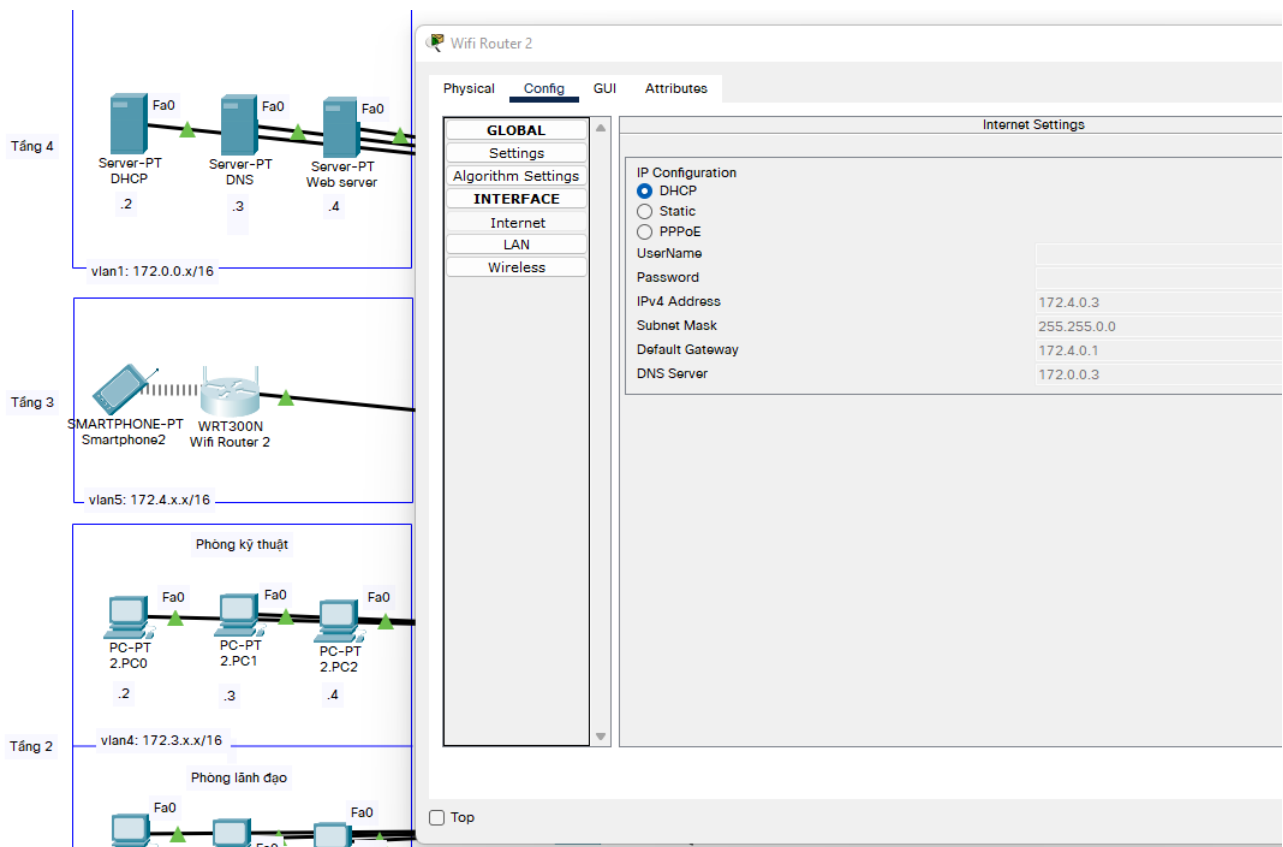 Wifi Router 2
Physical Config GUI Attributes
GLOBAL
Settings
Algorithm Settings
INTERFACE
Internet
LAN
Wireless
Internet Settings
IP Configuration
DHCP
Static
PPPoE
UserName
Password
IPv4 Address 172.4.0.3
Subnet Mask 255.255.0.0
Default Gateway 172.4.0.1
DNS Server 172.0.0.3
Top
Tầng 4
Fa0 Fa0 Fa0
Server-PT Server-PT Server-PT
DHCP DNS Web server
.2 .3 .4
vlan1: 172.0.0.x/16
Tầng 3
SMARTPHONE-PT WRT300N
Smartphone2 Wifi Router 2
vlan5: 172.4.x.x/16
Phòng kỹ thuật
Fa0 Fa0 Fa0
PC-PT PC-PT PC-PT
2.PC0 2.PC1 2.PC2
.2 .3 .4
vlan4: 172.3.x.x/16
Tầng 2
Phòng lãnh đạo
Fa0 Fa0 Fa0